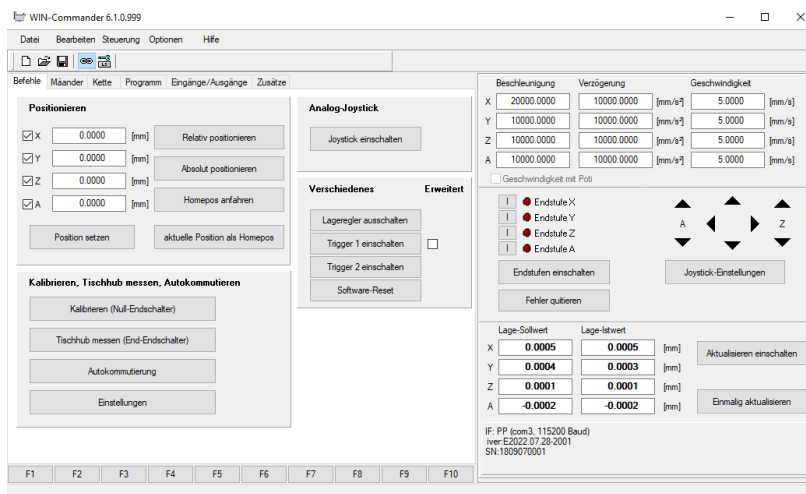 WIN-Commander 6.1.0.999
Datei Bearbeiten Steuerung Optionen Hilfe
Befehle Mäander Kette Programm Eingänge/Ausgänge Zusätze
Positionieren
X 0.0000 [mm]
Y 0.0000 [mm]
Z 0.0000 [mm]
A 0.0000 [mm]
Relativ positionieren
Absolut positionieren
Homepos anfahren
Position setzen
aktuelle Position als Homepos
Kalibrieren, Tischhub messen, Autokommutieren
Kalibrieren (Null-Endschalter)
Tischhub messen (End-Endschalter)
Autokommutierung
Einstellungen
Analog-Joystick
Joystick einschalten
Verschiedenes Erweitert
Lageregler ausschalten
Trigger 1 einschalten
Trigger 2 einschalten
Software-Reset
Beschleunigung Verzögerung Geschwindigkeit
X 20000.0000 10000.0000 [mm/s²] 5.0000 [mm/s]
Y 10000.0000 10000.0000 [mm/s²] 5.0000 [mm/s]
Z 10000.0000 10000.0000 [mm/s²] 5.0000 [mm/s]
A 10000.0000 10000.0000 [mm/s²] 5.0000 [mm/s]
Geschwindigkeit mit Poti
I Endstufe X
I Endstufe Y
I Endstufe Z
I Endstufe A
A Z
Endstufen einschalten
Joystick-Einstellungen
Fehler quitieren
Lage-Sollwert Lage-Istwert
X 0.0005 0.0005 [mm]
Y 0.0004 0.0003 [mm]
Z 0.0001 0.0001 [mm]
A -0.0002 -0.0002 [mm]
Aktualisieren einschalten
Einmalig aktualisieren
IF: PP (com3, 115200 Baud)
iver:E2022.07.28-2001
SN:1809070001
F1 F2 F3 F4 F5 F6 F7 F8 F9 F10